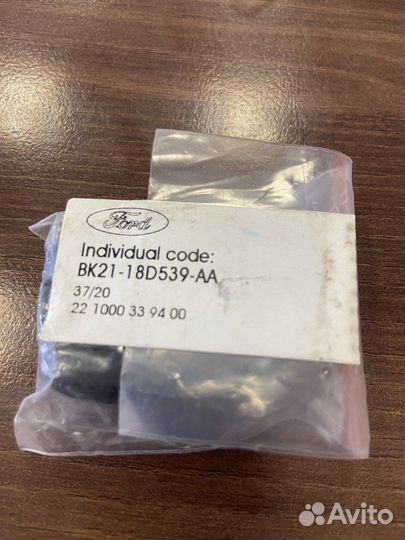 Ford
Individual code:
BK21-18D539-AA
37/20
22 1000 33 94 00
Avito